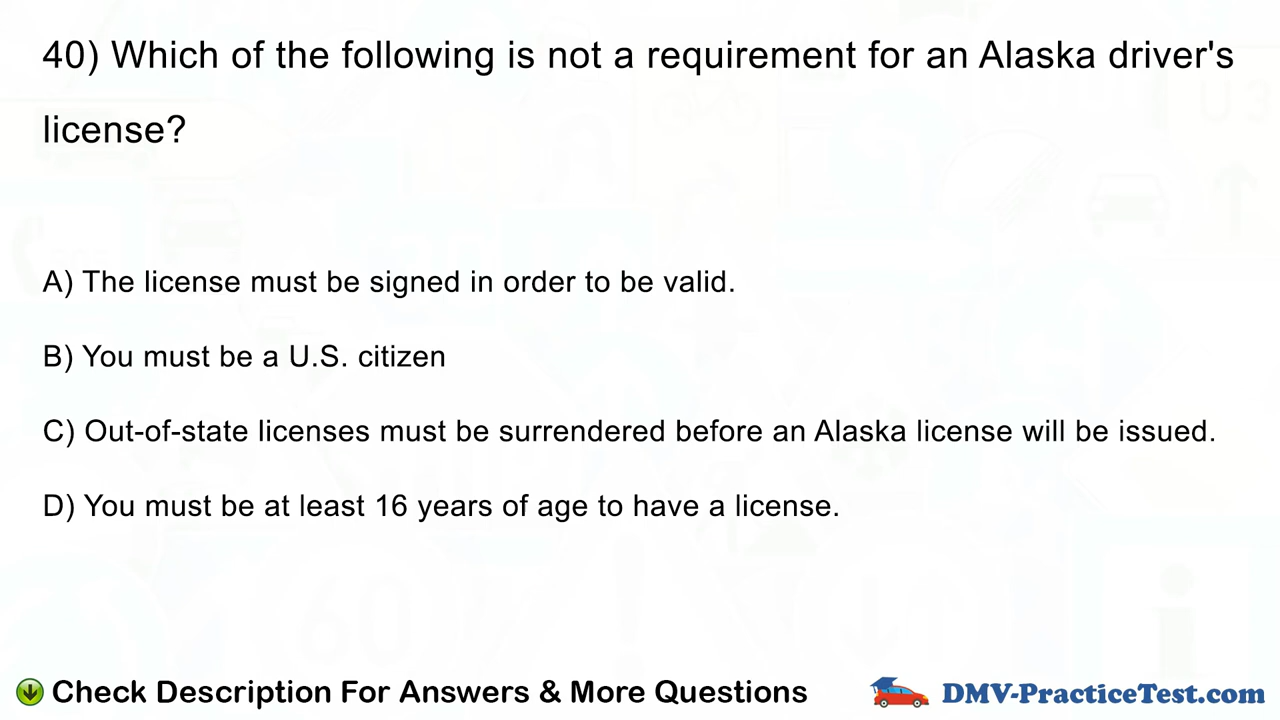 40) Which of the following is not a requirement for an Alaska driver's
license?
A) The license must be signed in order to be valid.
B) You must be a U.S. citizen
C) Out-of-state licenses must be surrendered before an Alaska license will be issued.
D) You must be at least 16 years of age to have a license.
Check Description For Answers & More Questions
DMV-PracticeTest.com